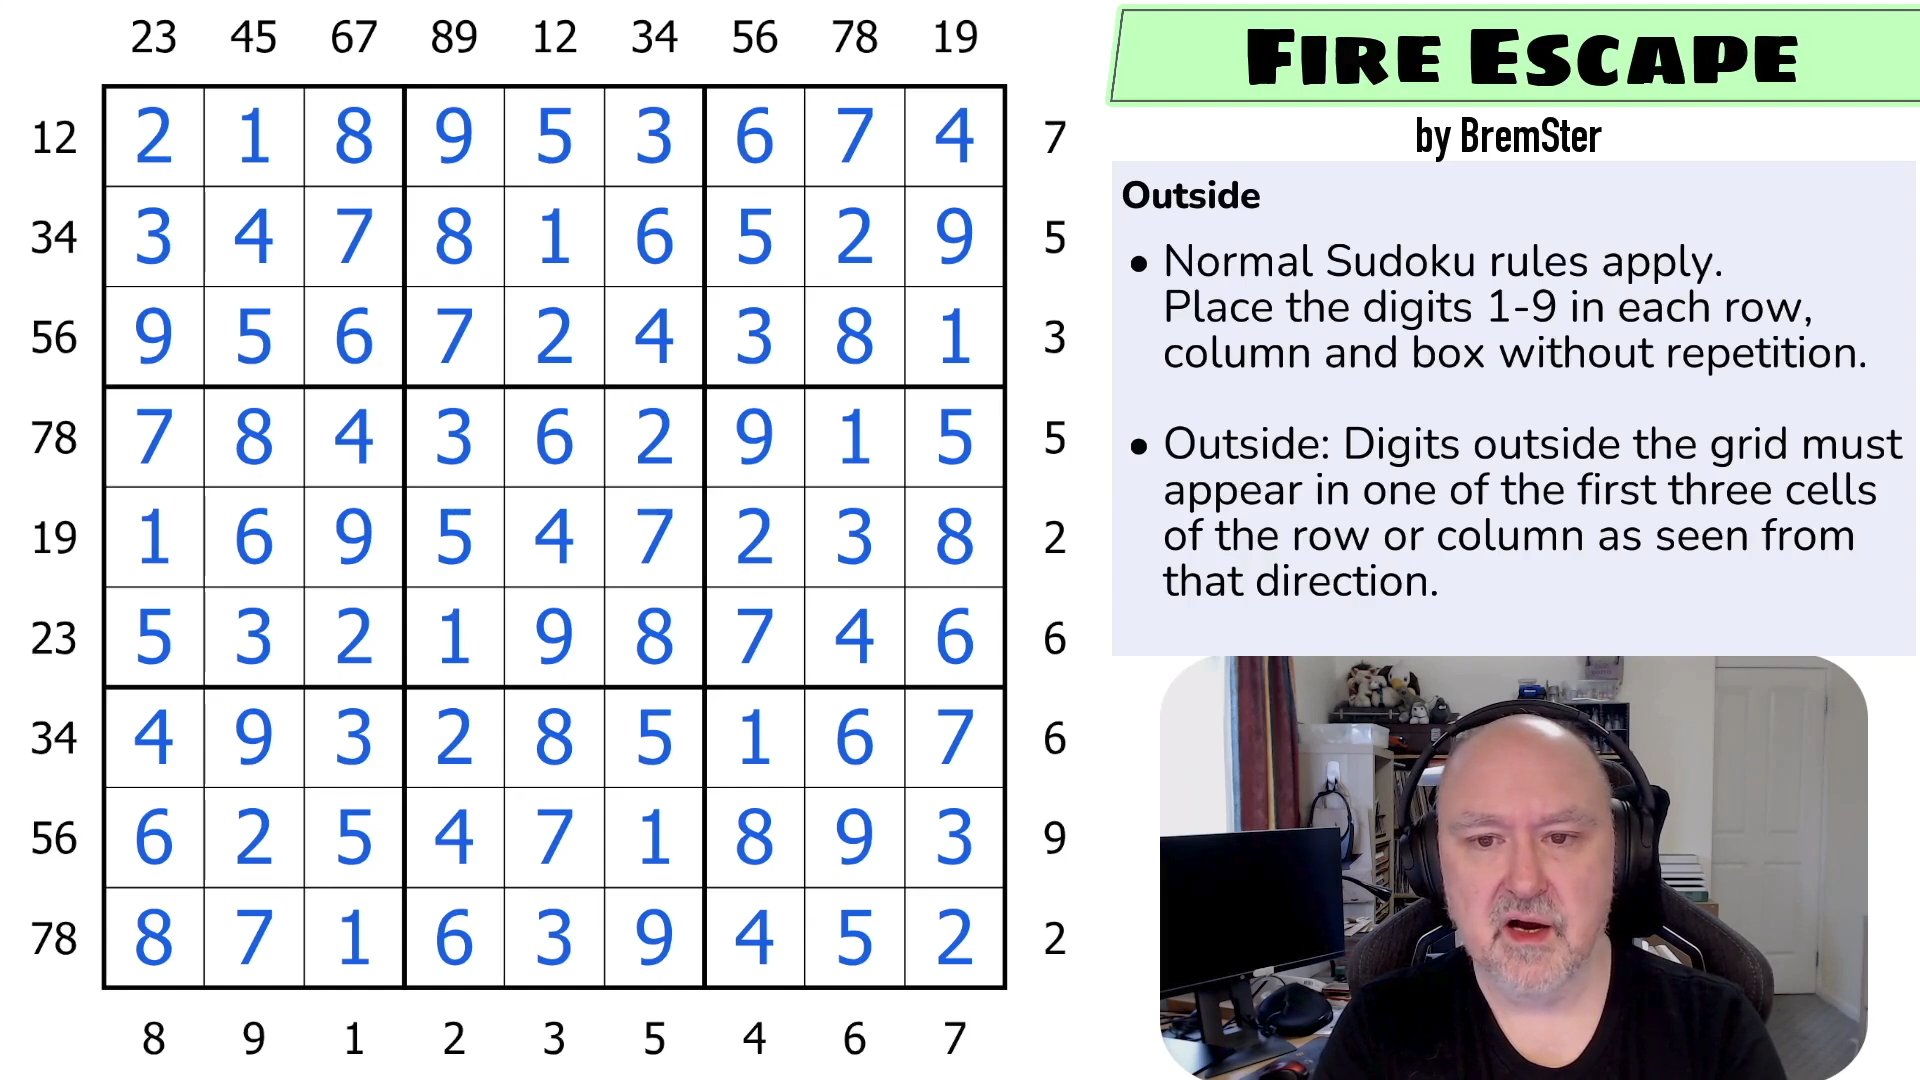 23 45 67 89 12 34 56 78 19
12 2 1 8 9 5 3 6 7 4 7
34 3 4 7 8 1 6 5 2 9 5
56 9 5 6 7 2 4 3 8 1 3
78 7 8 4 3 6 2 9 1 5 5
19 1 6 9 5 4 7 2 3 8 2
23 5 3 2 1 9 8 7 4 6 6
34 4 9 3 2 8 5 1 6 7 6
56 6 2 5 4 7 1 8 9 3 9
78 8 7 1 6 3 9 4 5 2 2
8 9 1 2 3 5 4 6 7
FIRE ESCAPE
by BremSter
Outside
• Normal Sudoku rules apply.
Place the digits 1-9 in each row,
column and box without repetition.
• Outside: Digits outside the grid must
appear in one of the first three cells
of the row or column as seen from
that direction.